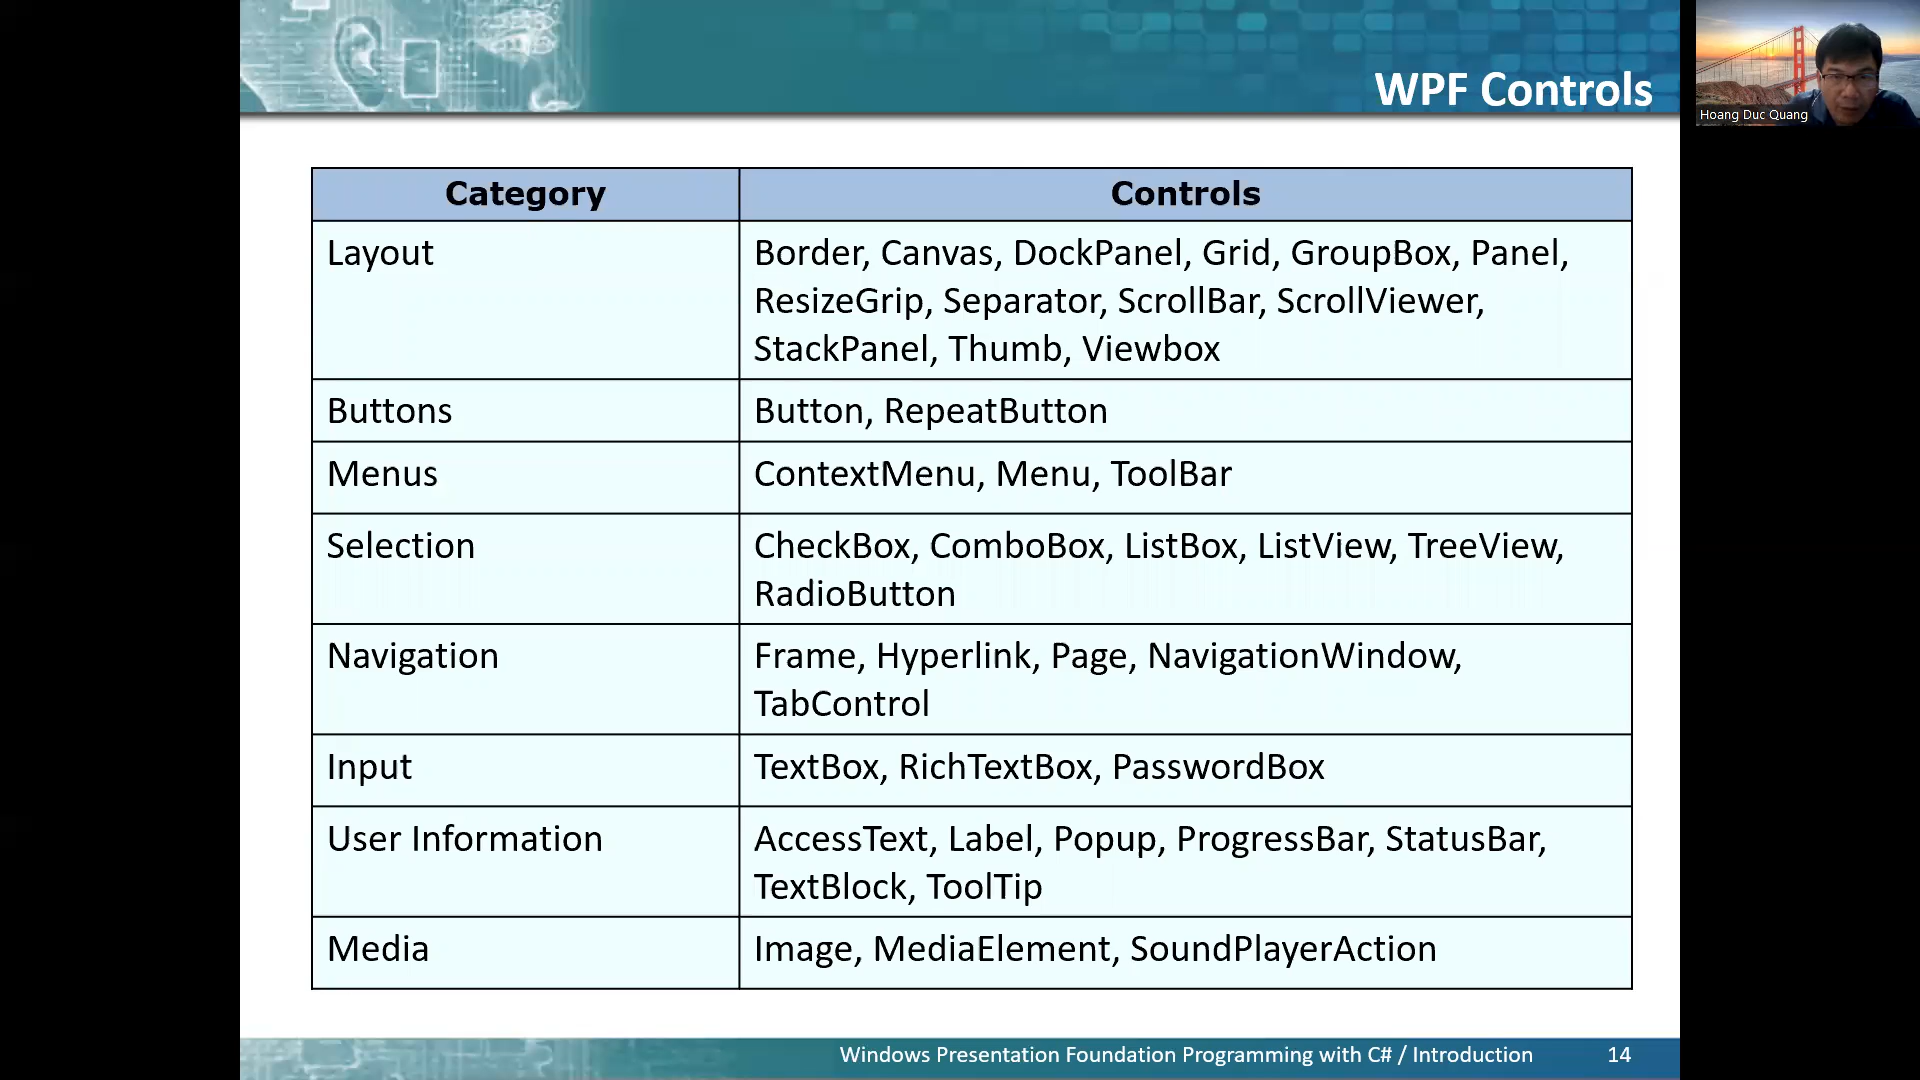 WPF Controls
Hoang Duc Quang
Category
Controls
Layout
Border, Canvas, DockPanel, Grid, GroupBox, Panel,
ResizeGrip, Separator, ScrollBar, ScrollViewer,
StackPanel, Thumb, Viewbox
Buttons
Button, RepeatButton
Menus
ContextMenu, Menu, ToolBar
Selection
CheckBox, ComboBox, ListBox, ListView, TreeView,
RadioButton
Navigation
Frame, Hyperlink, Page, NavigationWindow,
TabControl
Input
TextBox, RichTextBox, PasswordBox
User Information
AccessText, Label, Popup, ProgressBar, StatusBar,
TextBlock, ToolTip
Media
Image, MediaElement, SoundPlayerAction
Windows Presentation Foundation Programming with C# / Introduction
14